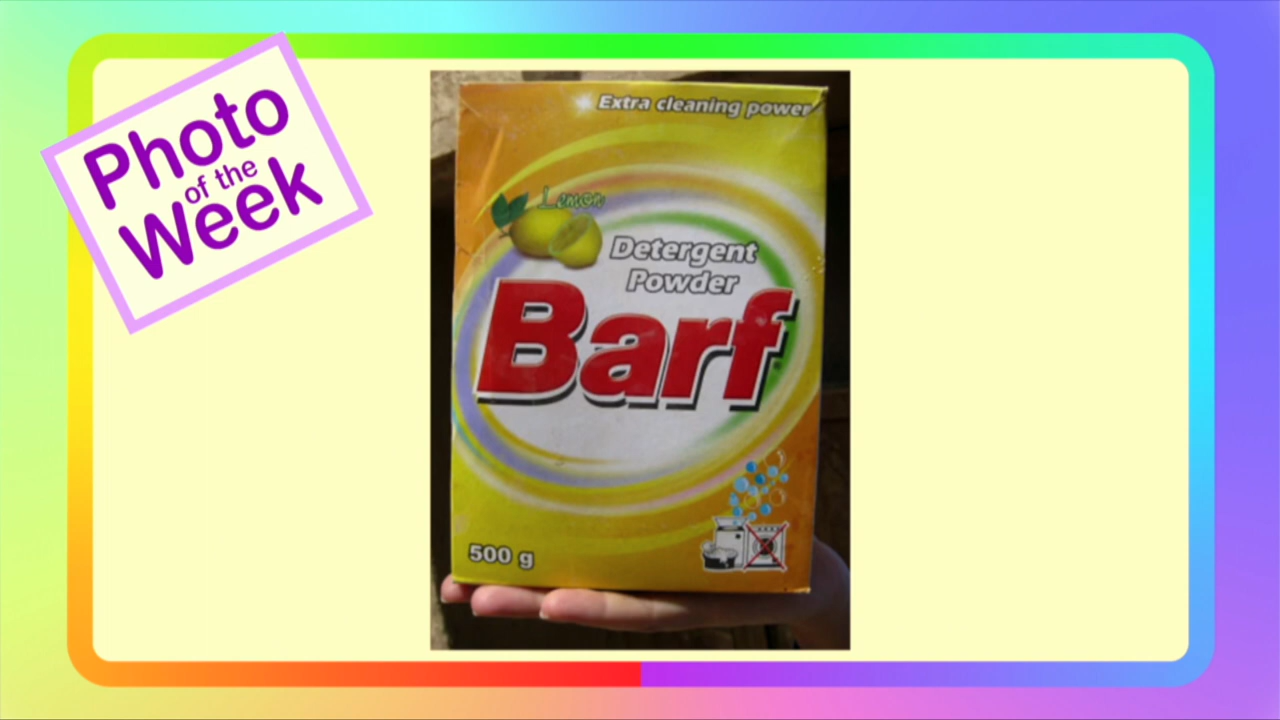 Photo
of the
Week
Extra cleaning power
Lemon
Detergent
Powder
Barf
500 g